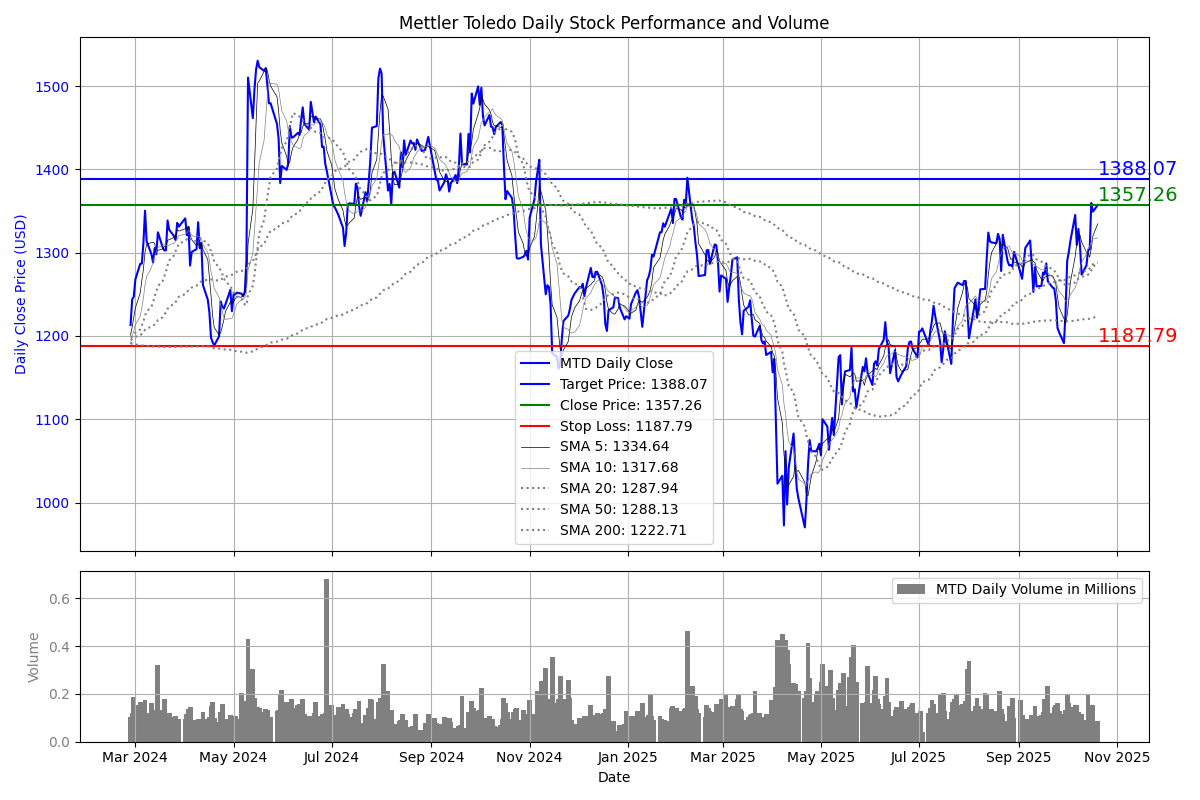 Mettler Toledo Daily Stock Performance and Volume
Daily Close Price (USD)
1500
1400
1300
1200
1100
1000
1388.07
1357.26
1187.79
MTD Daily Close
Target Price: 1388.07
Close Price: 1357.26
Stop Loss: 1187.79
SMA 5: 1334.64
SMA 10: 1317.68
SMA 20: 1287.94
SMA 50: 1288.13
SMA 200: 1222.71
Volume
0.6
0.4
0.2
0.0
MTD Daily Volume in Millions
Mar 2024 May 2024 Jul 2024 Sep 2024 Nov 2024 Jan 2025 Mar 2025 May 2025 Jul 2025 Sep 2025 Nov 2025
Date